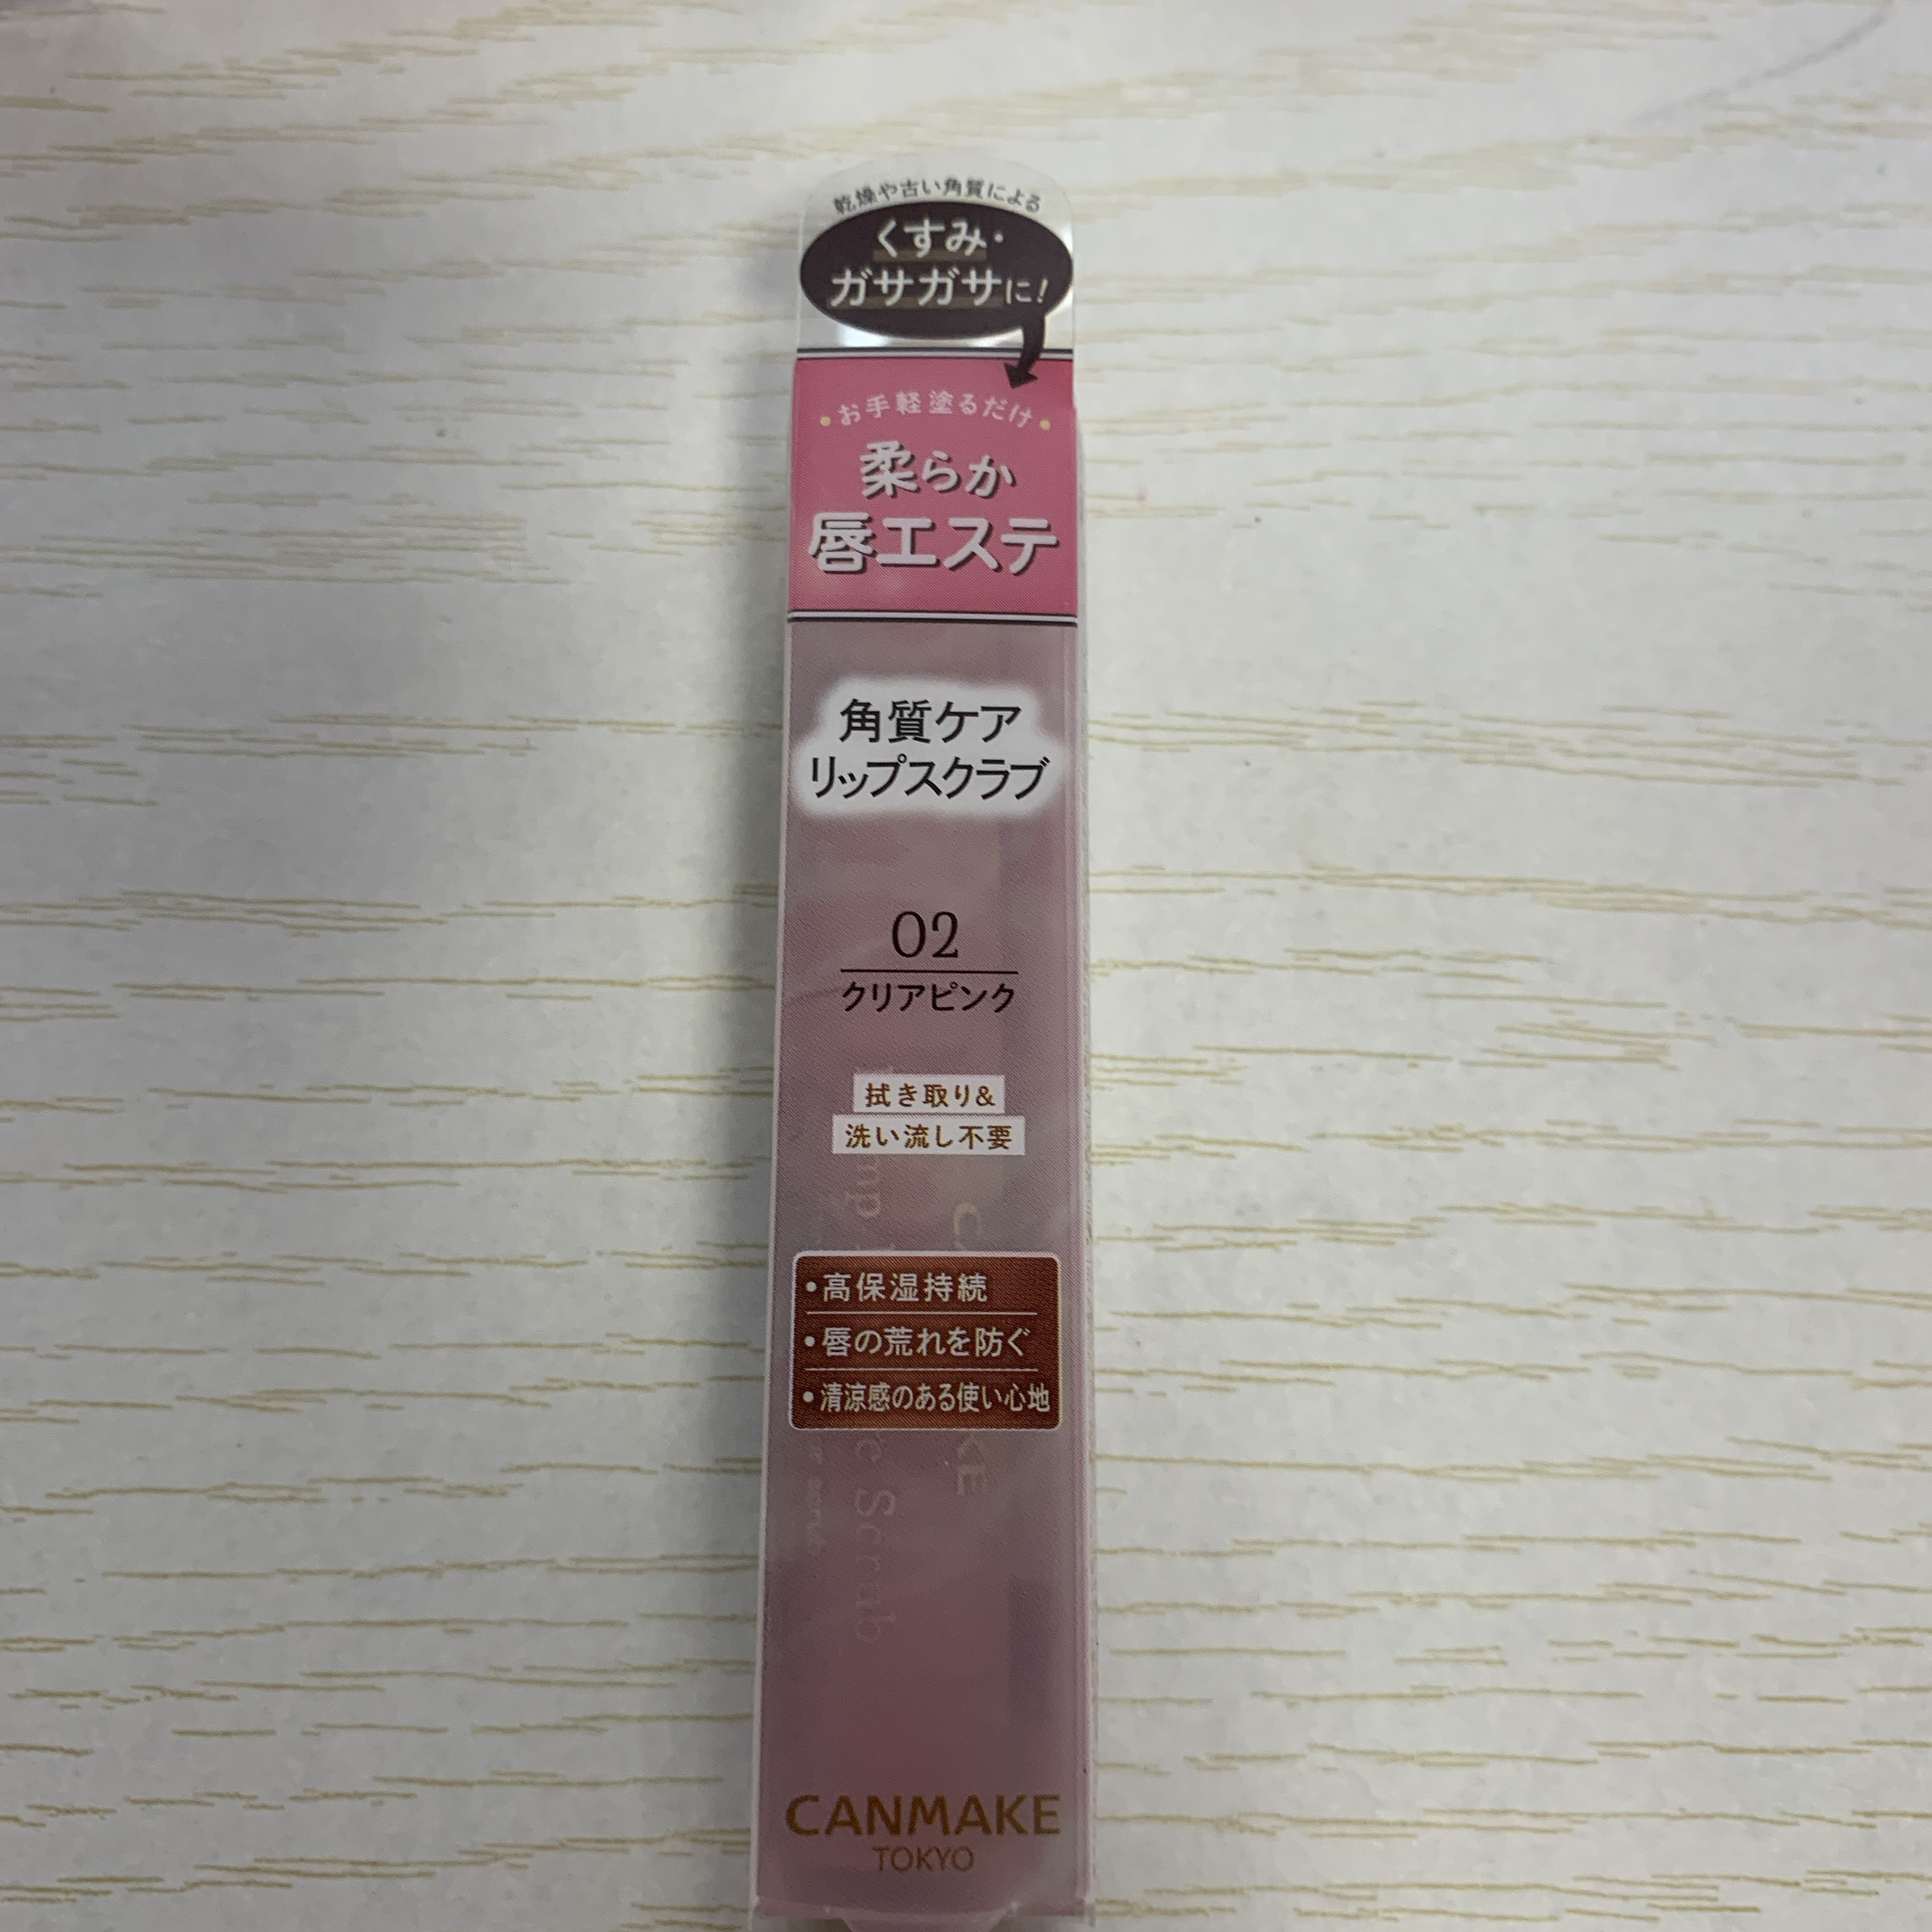 乾燥や古い角質による
くすみ・
ガサガサに!
・お手軽塗るだけ・
柔らか
唇エステ
角質ケア
リップスクラブ
02
クリアピンク
拭き取り&
洗い流し不要
・高保湿持続
・唇の荒れを防ぐ
・清涼感のある使い心地
Scrub
CANMAKE
TOKYO